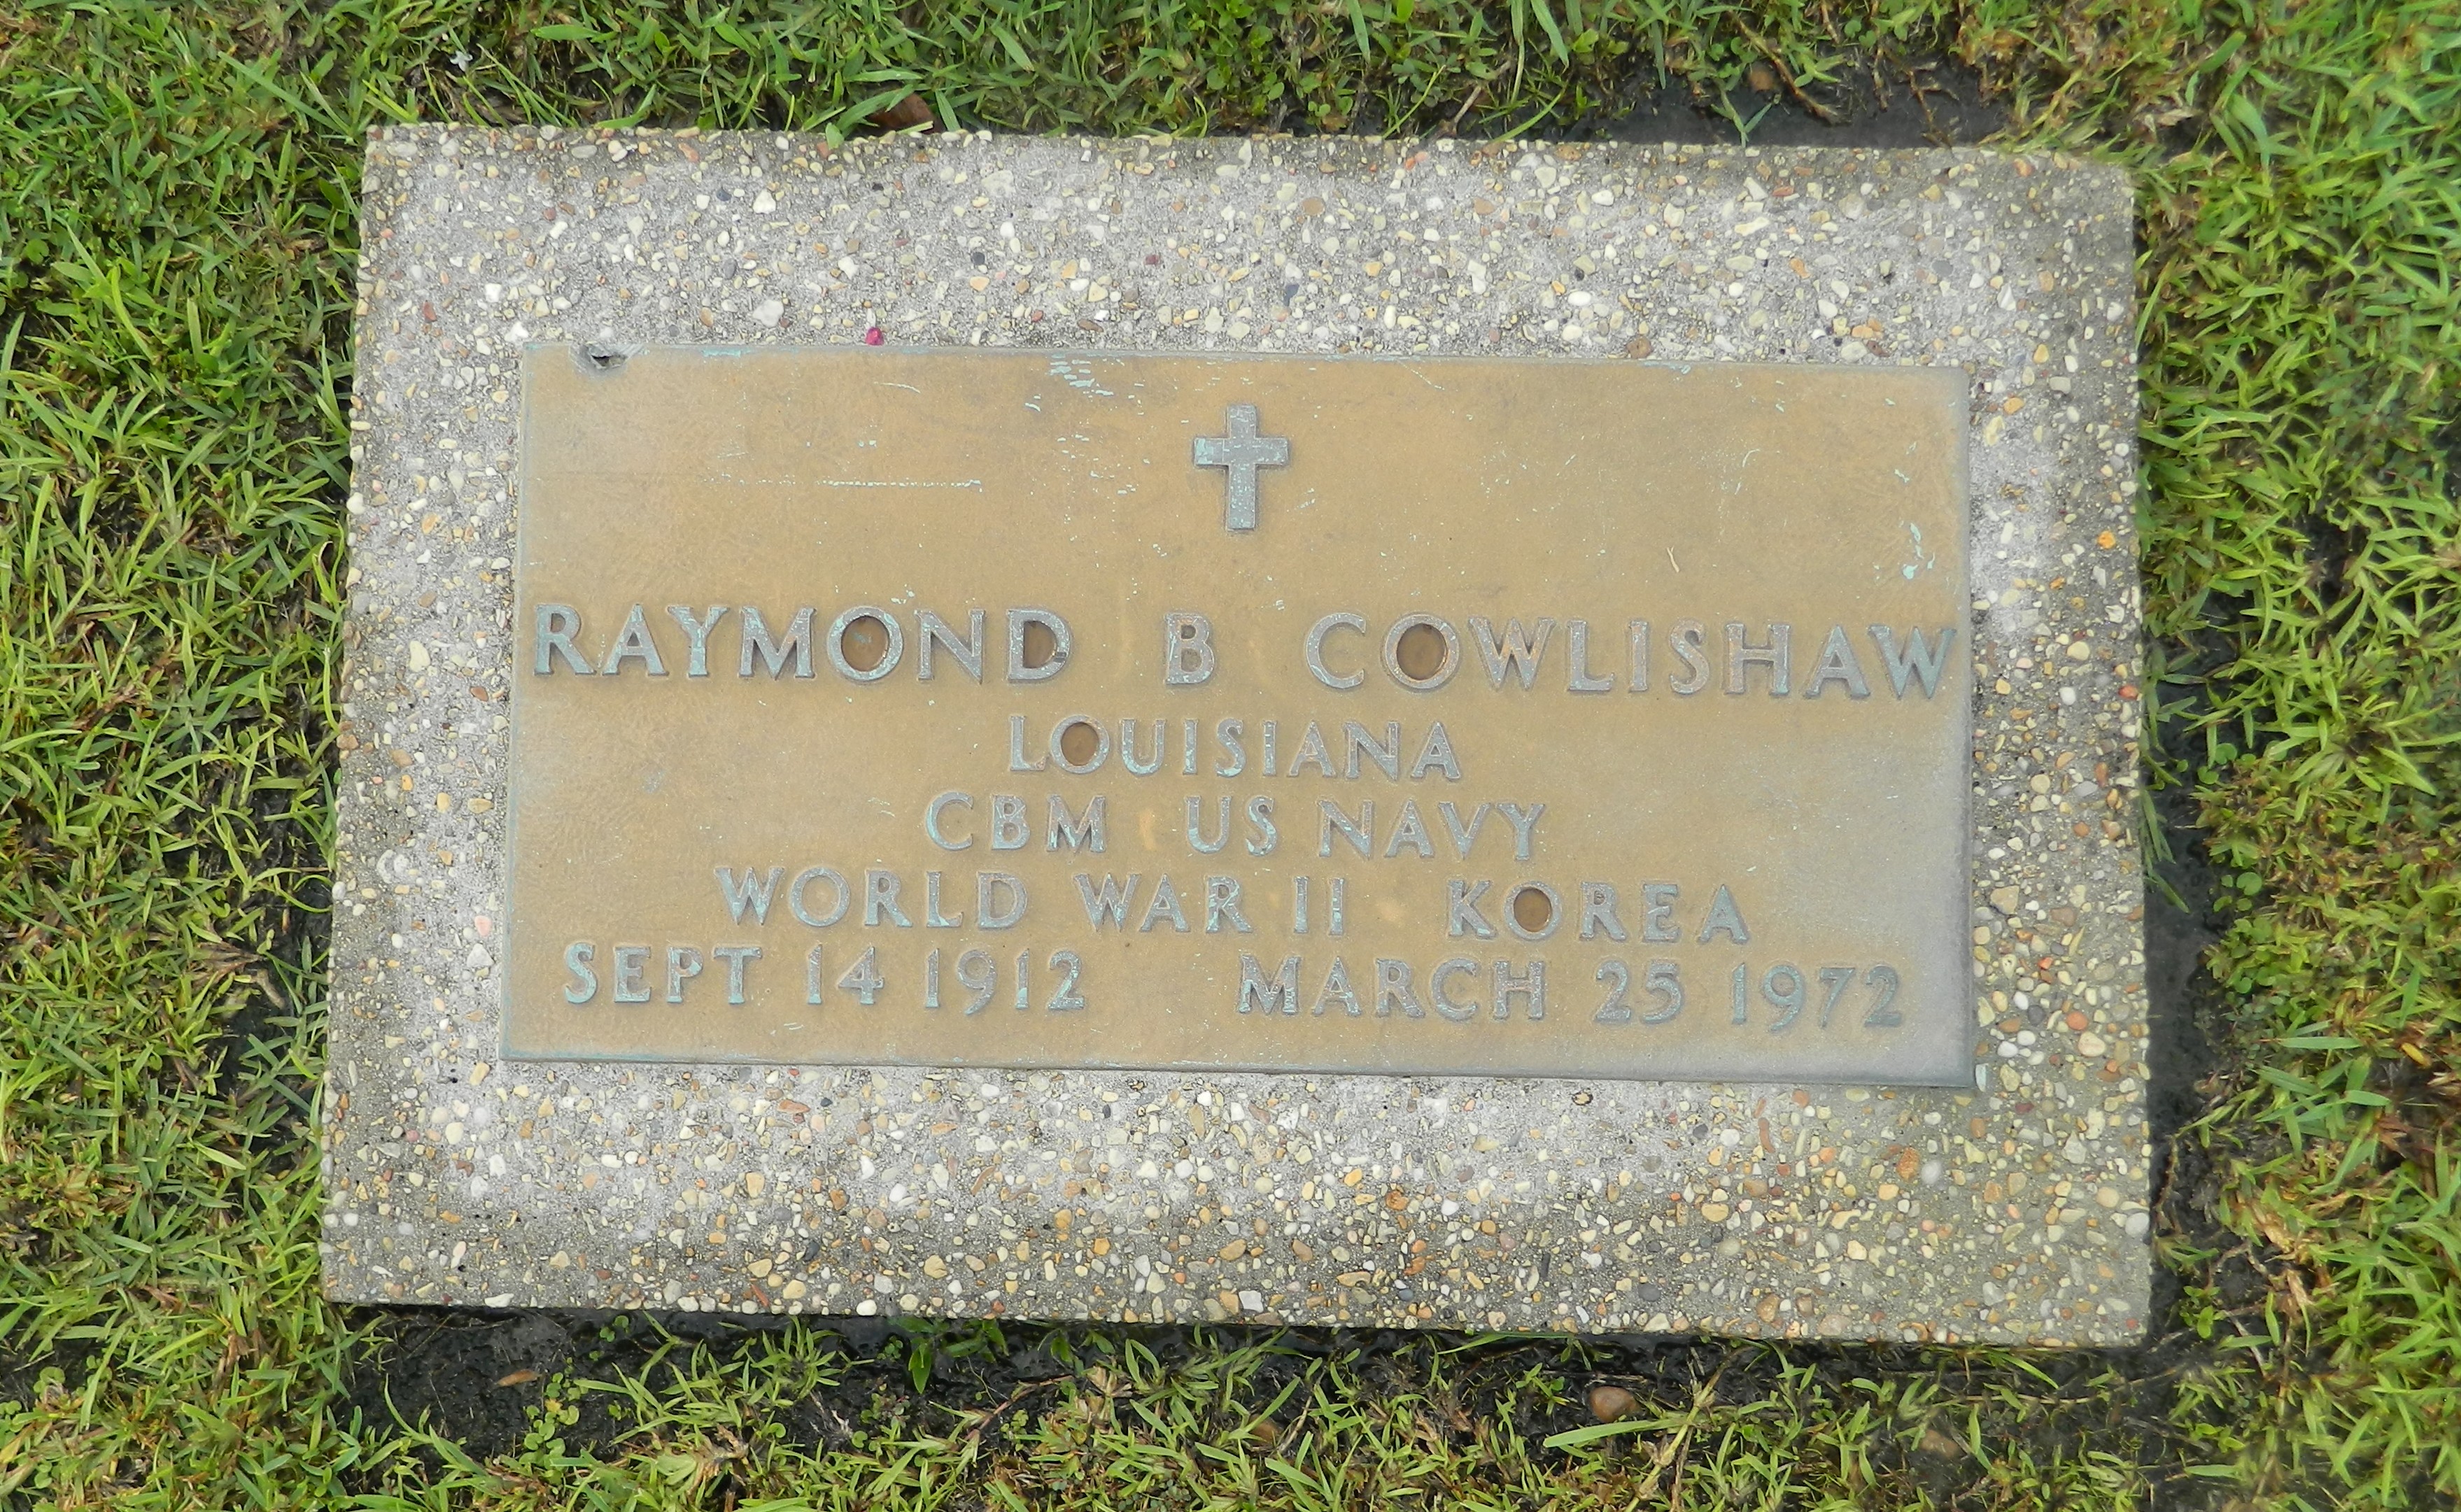 RAYMOND B COWLISHAW
LOUISIANA
CBM US NAVY
WORLD WAR II KOREA
SEPT 14 1912 MARCH 25 1972